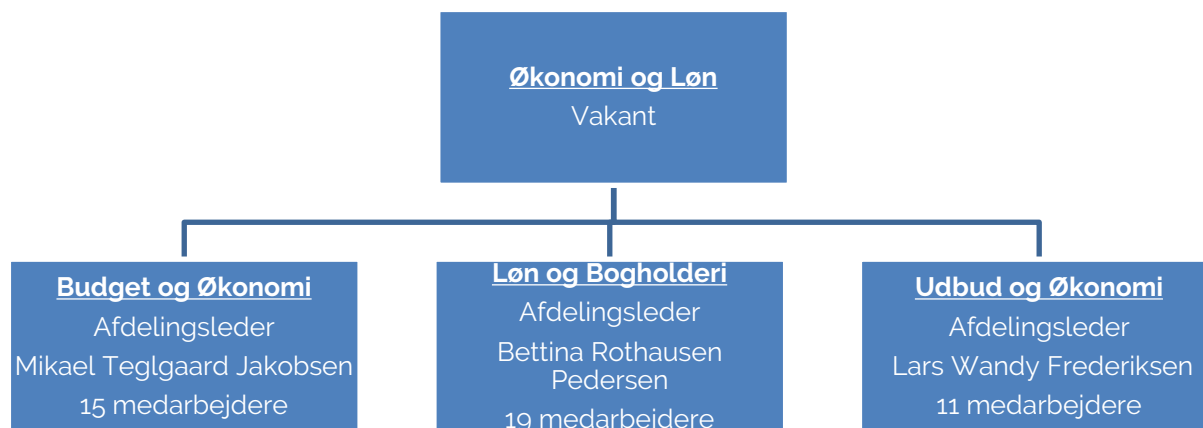 Økonomi og Løn
Vakant
Budget og Økonomi
Afdelingsleder
Mikael Teglgaard Jakobsen
15 medarbejdere
Løn og Bogholderi
Afdelingsleder
Bettina Rothausen
Pedersen
19 medarbejdere
Udbud og Økonomi
Afdelingsleder
Lars Wandy Frederiksen
11 medarbejdere